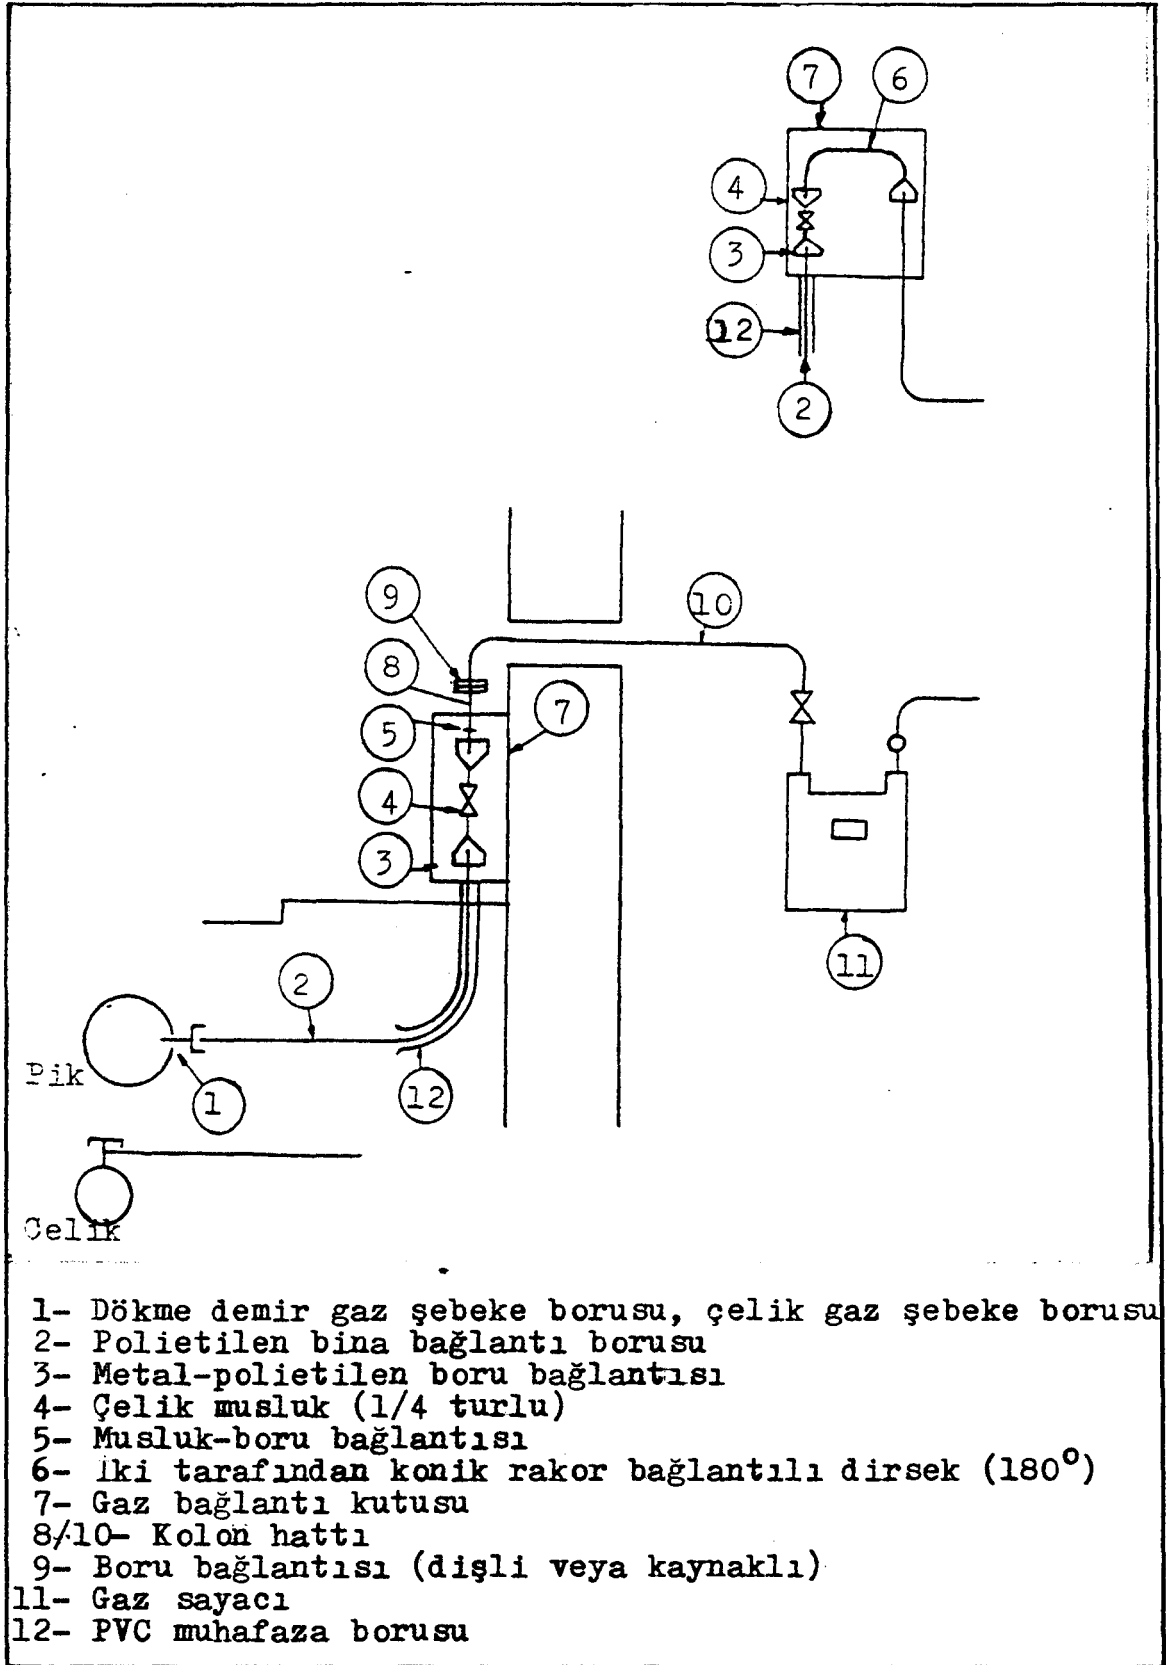 7
6
4
3
12
2
9
10
8
7
5
4
3
2
11
Pik
1
12
Çelik
1- Dökme demir gaz şebeke borusu, çelik gaz şebeke borusu
2- Polietilen bina bağlantı borusu
3- Metal-polietilen boru bağlantısı
4- Çelik musluk (1/4 turlu)
5- Musluk-boru bağlantısı
6- İki tarafından konik rakor bağlantılı dirsek (180°)
7- Gaz bağlantı kutusu
8/10- Kolon hattı
9- Boru bağlantısı (dişli veya kaynaklı)
11- Gaz sayacı
12- PVC muhafaza borusu